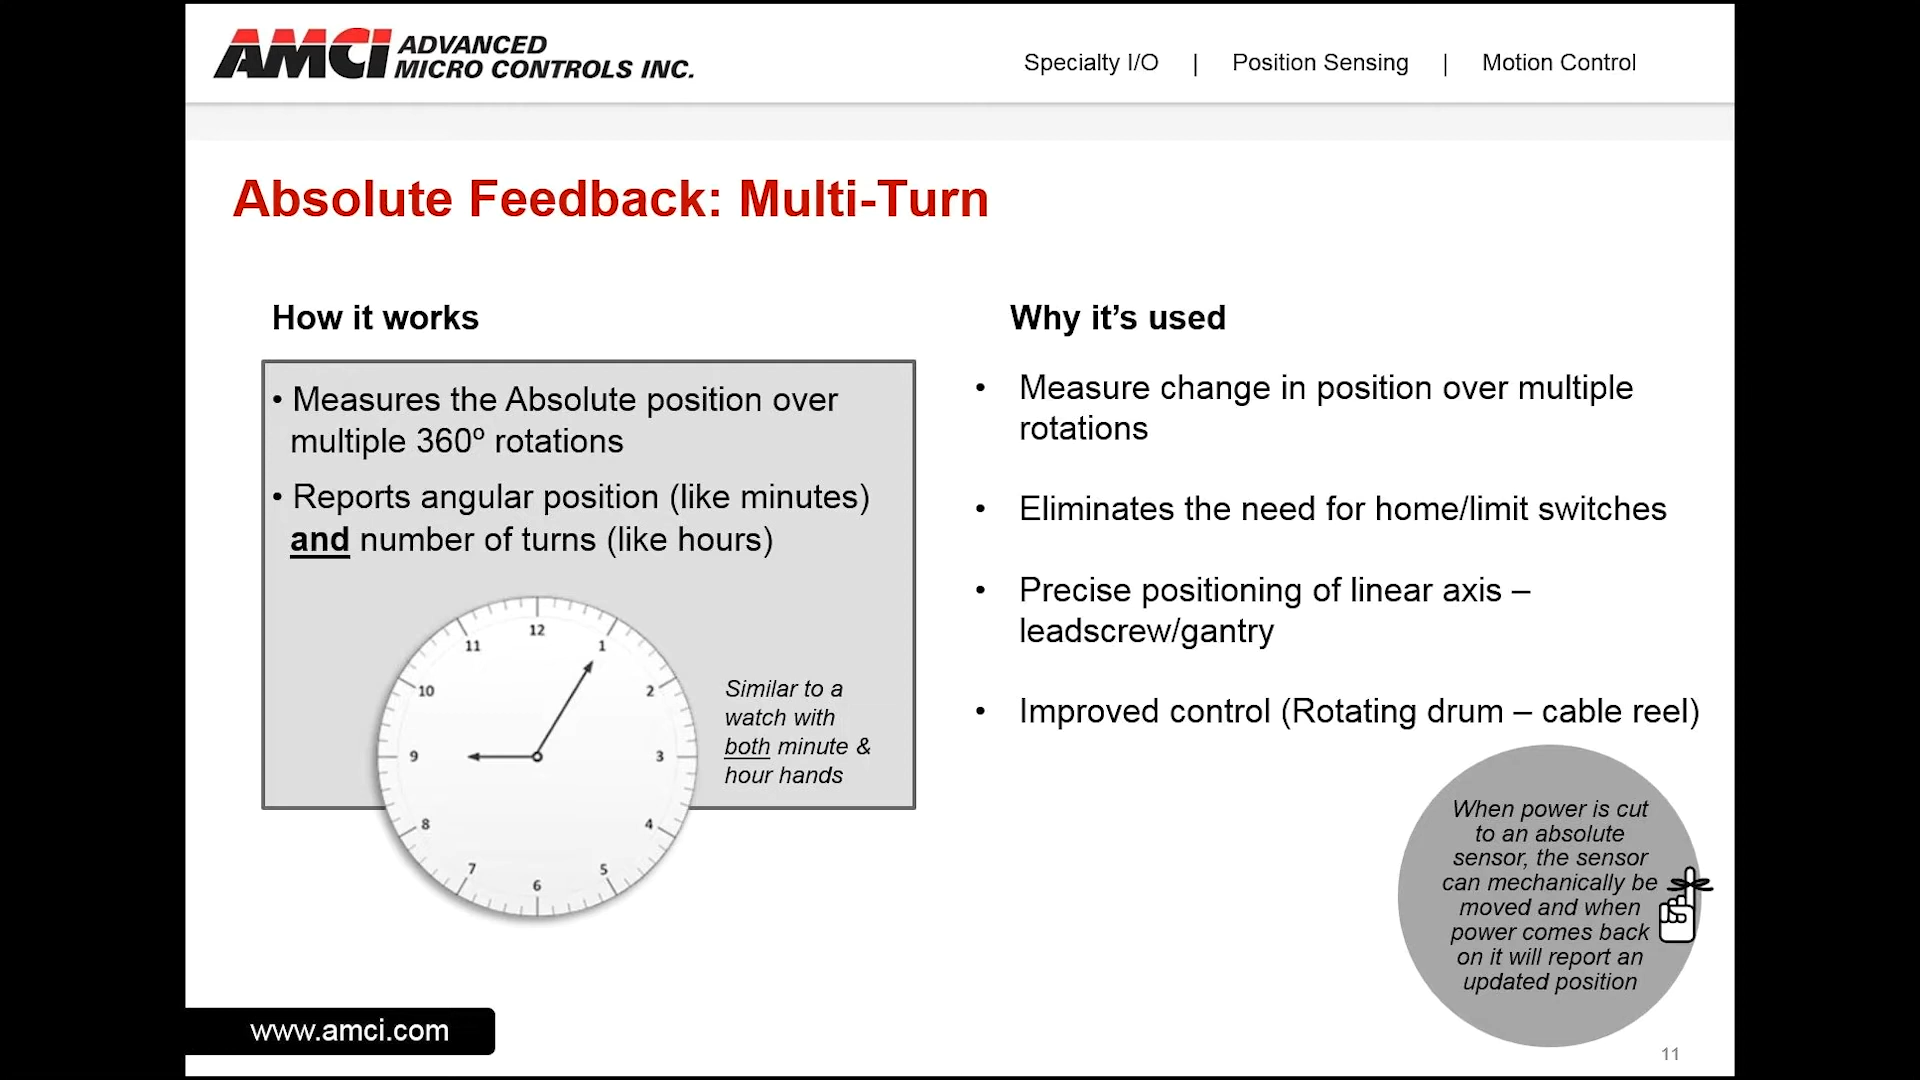 AMCI ADVANCED
MICRO CONTROLS INC.
Specialty I/O | Position Sensing | Motion Control
Absolute Feedback: Multi-Turn
How it works
• Measures the Absolute position over
multiple 360º rotations
• Reports angular position (like minutes)
and number of turns (like hours)
12
1
2
3
4
5
6
7
8
9
10
11
Similar to a
watch with
both minute &
hour hands
Why it’s used
• Measure change in position over multiple
rotations
• Eliminates the need for home/limit switches
• Precise positioning of linear axis –
leadscrew/gantry
• Improved control (Rotating drum – cable reel)
When power is cut
to an absolute
sensor, the sensor
can mechanically be
moved and when
power comes back
on it will report an
updated position
www.amci.com
11